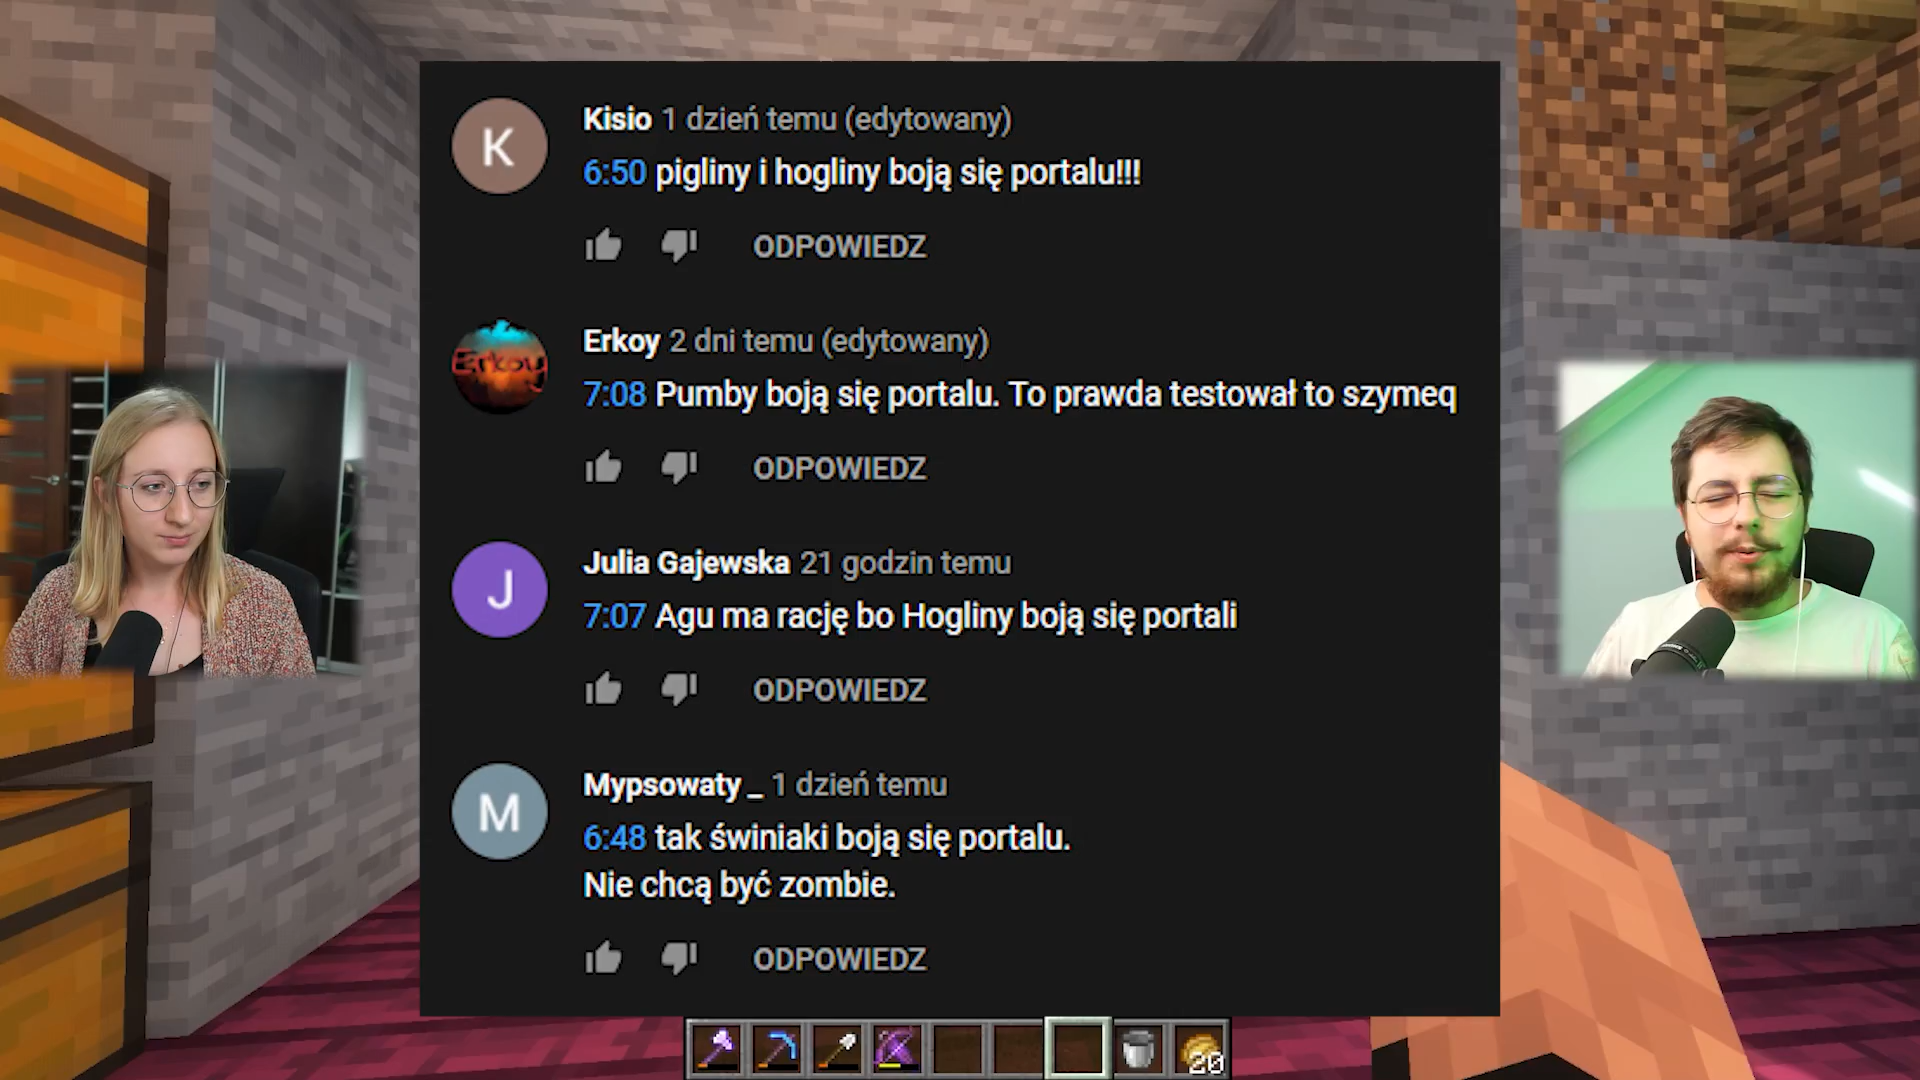 K
Kisio 1 dzień temu (edytowany)
6:50 pigliny i hogliny boją się portalu!!!
ODPOWIEDZ
Erkoy
Erkoy 2 dni temu (edytowany)
7:08 Pumby boją się portalu. To prawda testował to szymeq
ODPOWIEDZ
J
Julia Gajewska 21 godzin temu
7:07 Agu ma rację bo Hogliny boją się portali
ODPOWIEDZ
M
Mypsowaty _ 1 dzień temu
6:48 tak świniaki boją się portalu.
Nie chcą być zombie.
ODPOWIEDZ
20